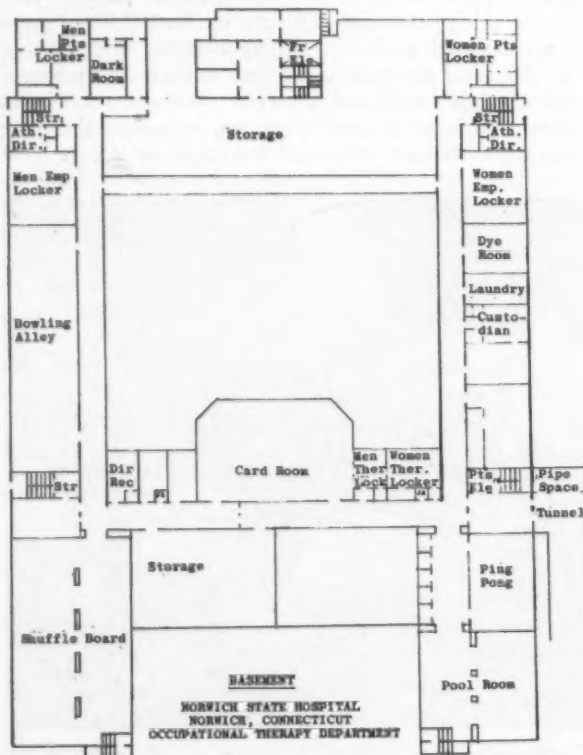 Men
Pts
Locker
Dark
Room
Fr
Els
Women Pts
Locker
Str
Ath.
Dir.
Storage
Str
Ath.
Dir.
Men Emp
Locker
Women
Emp.
Locker
Dye
Room
Laundry
Custo-
dian
Bowling
Alley
Dir
Rec
Card Room
Men
Ther
Lock
Women
Ther.
Locker
Str
Pts
Ele
Pipe
Space
Tunnel
Storage
Ping
Pong
Shuffle Board
Pool Room
BASEMENT
NORWICH STATE HOSPITAL
NORWICH, CONNECTICUT
OCCUPATIONAL THERAPY DEPARTMENT